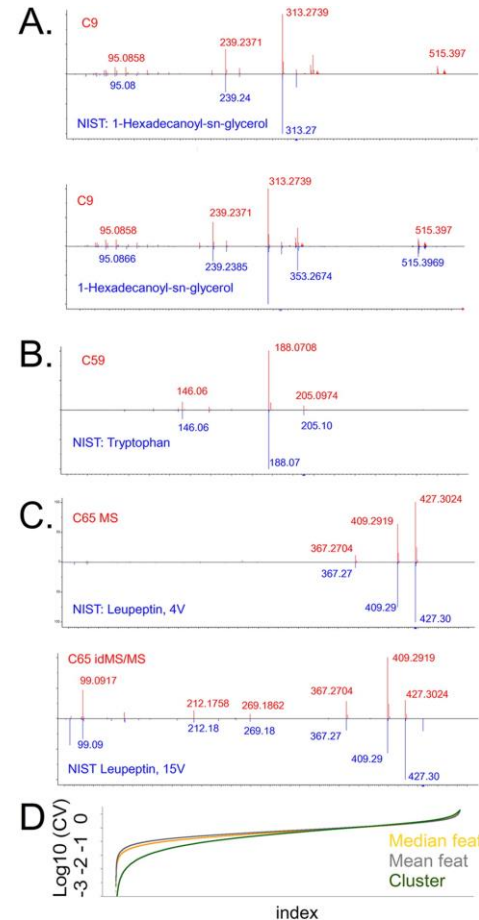 A.
C9
313.2739
239.2371
95.0858
515.397
95.08
239.24
NIST: 1-Hexadecanoyl-sn-glycerol
313.27
C9
313.2739
239.2371
95.0858
515.397
95.0866
239.2385
353.2674
515.3969
1-Hexadecanoyl-sn-glycerol
B.
C59
188.0708
146.06
205.0974
146.06
205.10
NIST: Tryptophan
188.07
C.
C65 MS
427.3024
409.2919
367.2704
367.27
NIST: Leupeptin, 4V
409.29
427.30
C65 idMS/MS
409.2919
99.0917
212.1758
269.1862
367.2704
427.3024
99.09
212.18
269.18
367.27
409.29
NIST Leupeptin, 15V
427.30
D
Log10 (CV)
-3 -2 -1 0
Median feat
Mean feat
Cluster
index